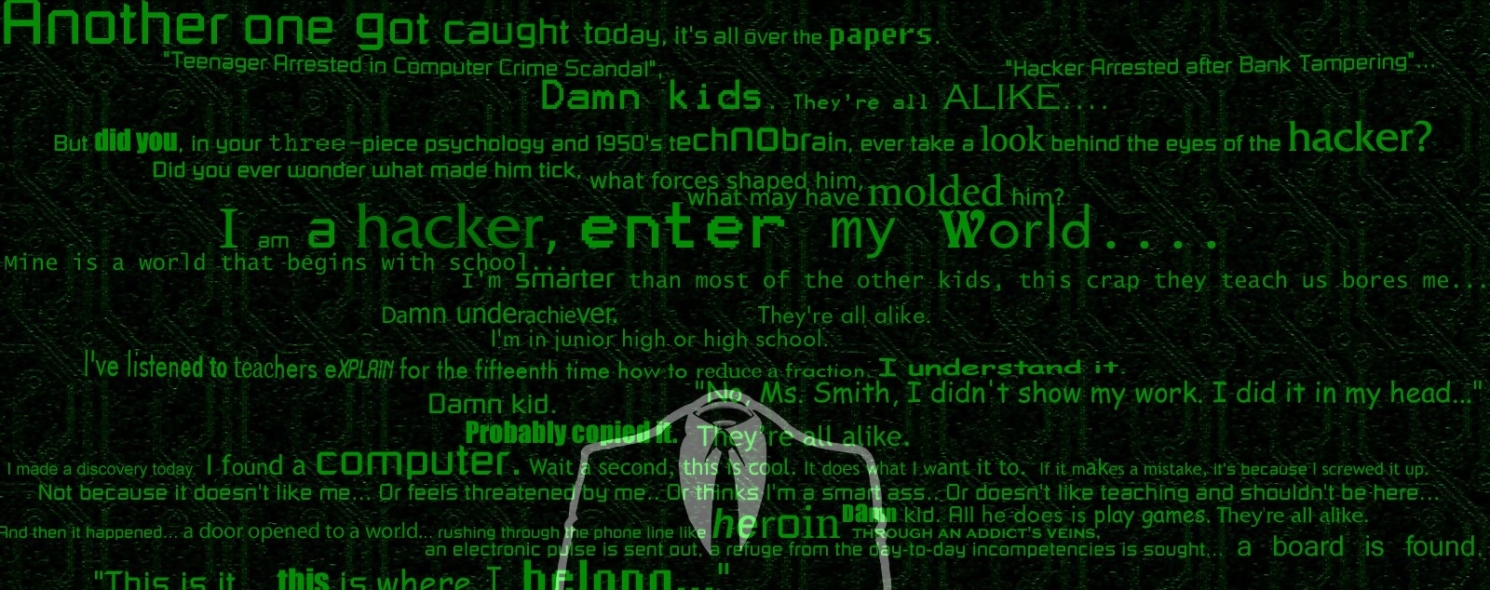 Another one got caught today, it's all over the papers.
"Teenager Arrested in Computer Crime Scandal", "Hacker Arrested after Bank Tampering"...
Damn kids. They're all ALIKE....
But did you, in your three-piece psychology and 1950's techNObrain, ever take a look behind the eyes of the hacker?
Did you ever wonder what made him tick, what forces shaped him,
what may have molded him?
I am a hacker, enter my World....
Mine is a world that begins with school...
I'm smarter than most of the other kids, this crap they teach us bores me...
Damn underachiever. They're all alike.
I'm in junior high or high school.
I've listened to teachers eXPLAIN for the fifteenth time how to reduce a fraction. I understand it.
"No, Ms. Smith, I didn't show my work. I did it in my head..."
Damn kid.
Probably copied it. They're all alike.
I made a discovery today. I found a computer. Wait a second, this is cool. It does what I want it to. If it makes a mistake, it's because I screwed it up.
Not because it doesn't like me... Or feels threatened by me... Or thinks I'm a smart ass... Or doesn't like teaching and shouldn't be here...
Damn kid. All he does is play games. They're all alike.
And then it happened... a door opened to a world... rushing through the phone line like heroin THROUGH AN ADDICT'S VEINS,
an electronic pulse is sent out, a refuge from the day-to-day incompetencies is sought... a board is found.
"This is it... this is where I belong..."